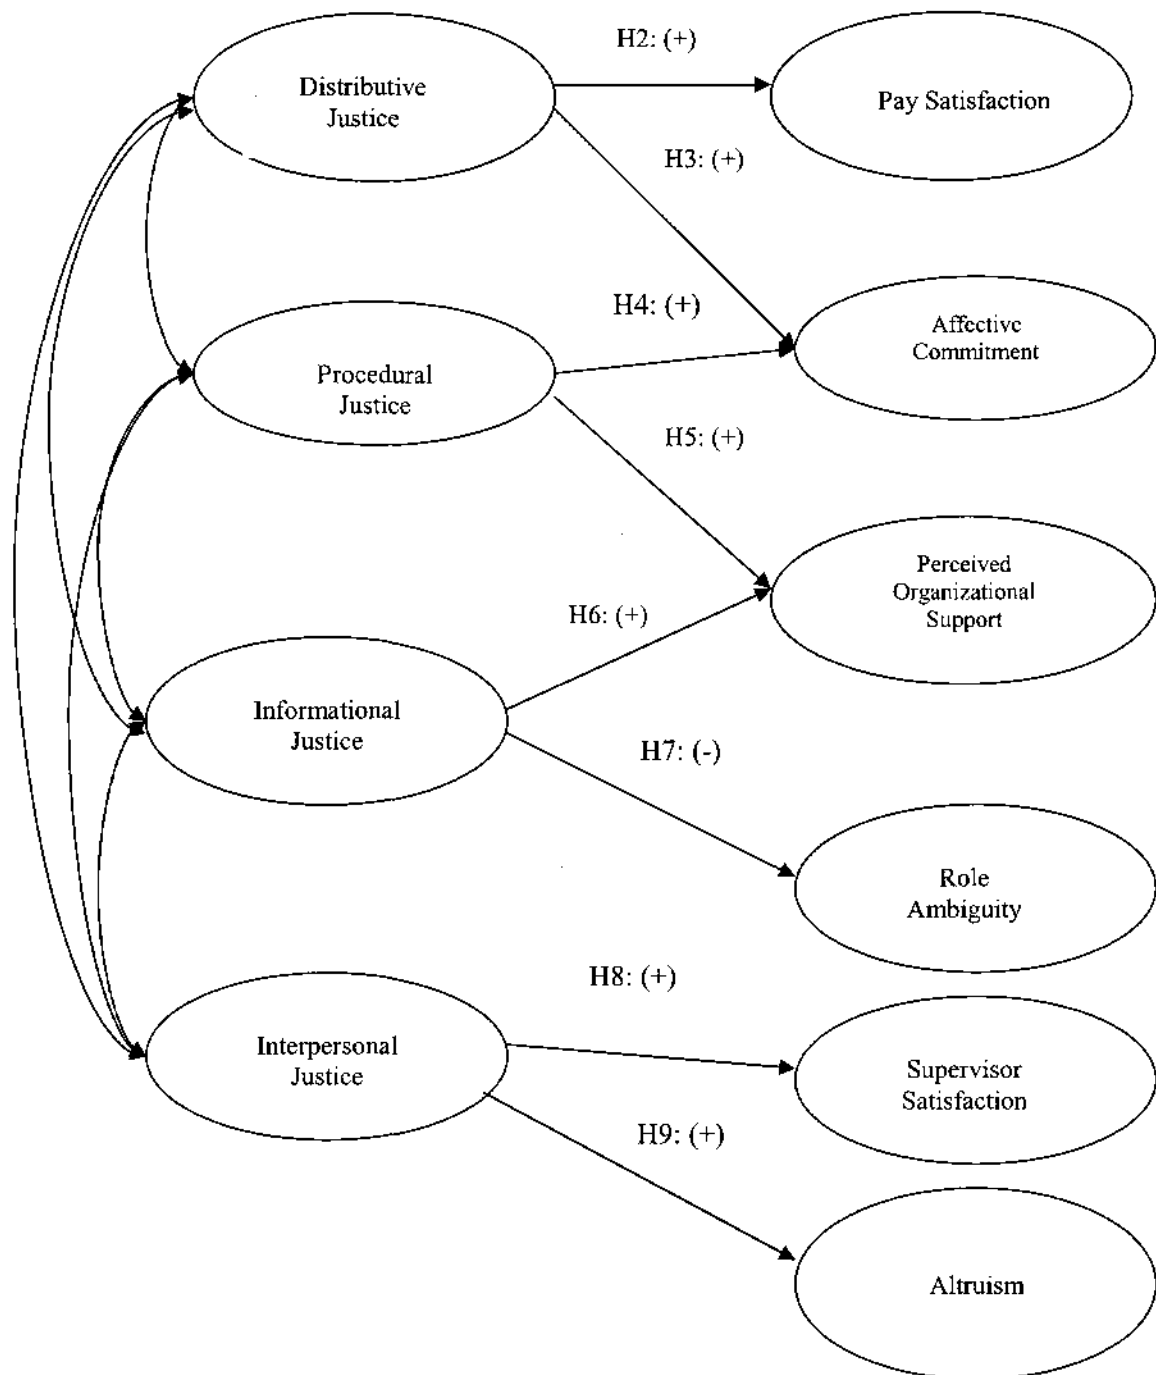 H2: (+)
Distributive
Justice
Pay Satisfaction
H3: (+)
H4: (+)
Affective
Commitment
Procedural
Justice
H5: (+)
Perceived
Organizational
Support
H6: (+)
Informational
Justice
H7: (-)
Role
Ambiguity
H8: (+)
Interpersonal
Justice
Supervisor
Satisfaction
H9: (+)
Altruism